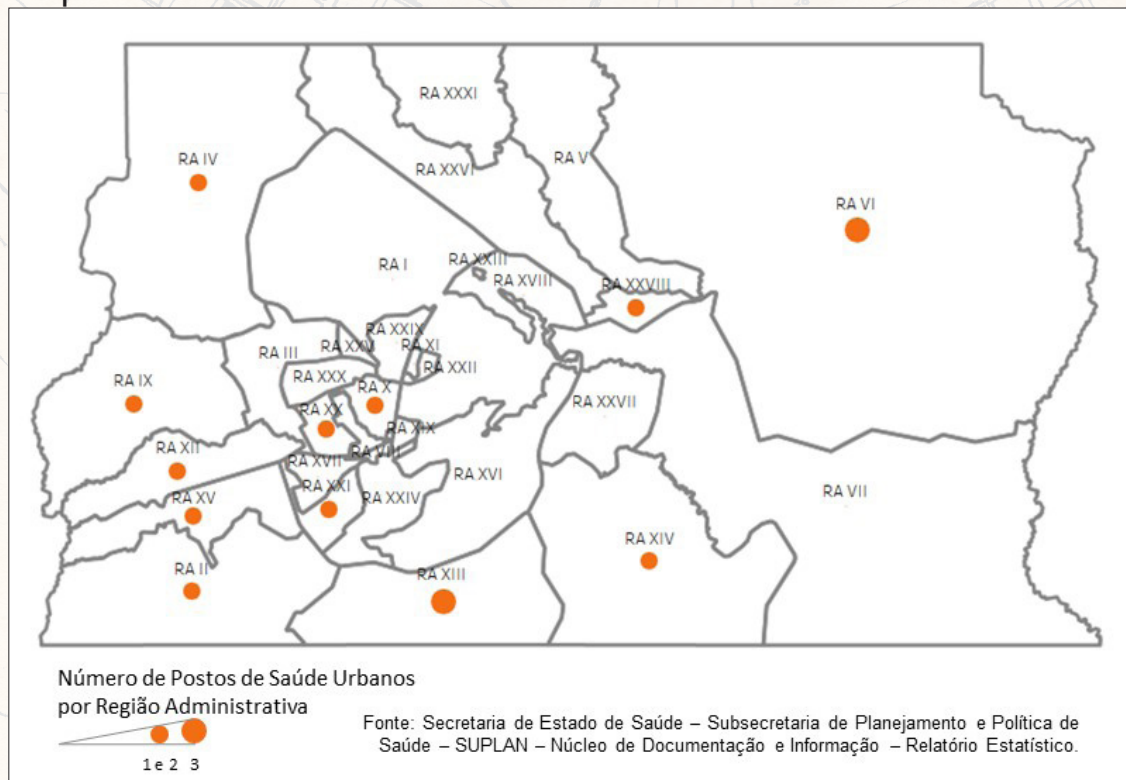 RA XXXI
RA IV
RA V
RA XXVI
RA VI
RA XXIII
RA I
RA XVIII
RA XXVIII
RA XXIX
RA XXV
RA XI
RA III
RA XXII
RA XXX
RA IX
RA X
RA XXVII
RA XX
RA XIX
RA XII
RA VIII
RA XVII
RA XVI
RA XXI
RA XV
RA XXIV
RA VII
RA XIV
RA II
RA XIII
Número de Postos de Saúde Urbanos
por Região Administrativa
1 e 2 3
Fonte: Secretaria de Estado de Saúde – Subsecretaria de Planejamento e Política de
Saúde – SUPLAN – Núcleo de Documentação e Informação – Relatório Estatístico.